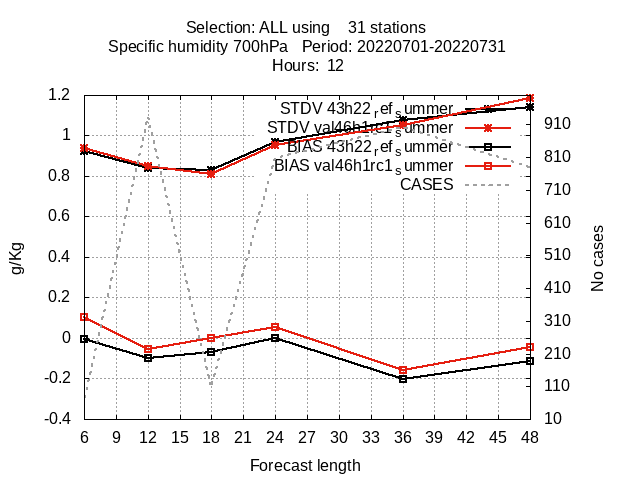 Selection: ALL using    31 stations
Specific humidity 700hPa   Period: 20220701-20220731
Hours:  12
1.2
1
0.8
0.6
0.4
0.2
0
-0.2
-0.4
g/Kg
STDV 43h22_ref_summer
STDV val46h1rc1_summer
BIAS 43h22_ref_summer
BIAS val46h1rc1_summer
CASES
910
810
710
610
510
410
310
210
110
10
No cases
6 9 12 15 18 21 24 27 30 33 36 39 42 45 48
Forecast length